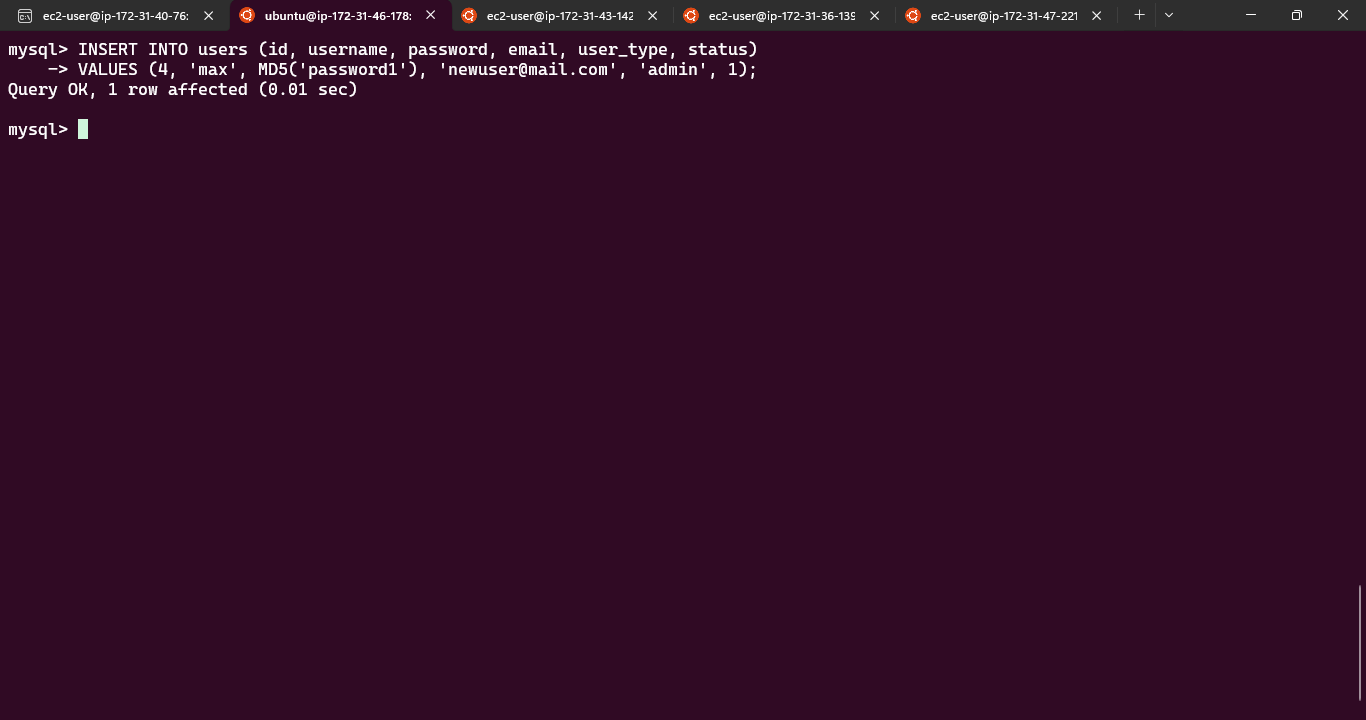 ec2-user@ip-172-31-40-76:
ubuntu@ip-172-31-46-178:
ec2-user@ip-172-31-43-142
ec2-user@ip-172-31-36-139
ec2-user@ip-172-31-47-221
mysql> INSERT INTO users (id, username, password, email, user_type, status)
    -> VALUES (4, 'max', MD5('password1'), 'newuser@mail.com', 'admin', 1);
Query OK, 1 row affected (0.01 sec)
mysql>